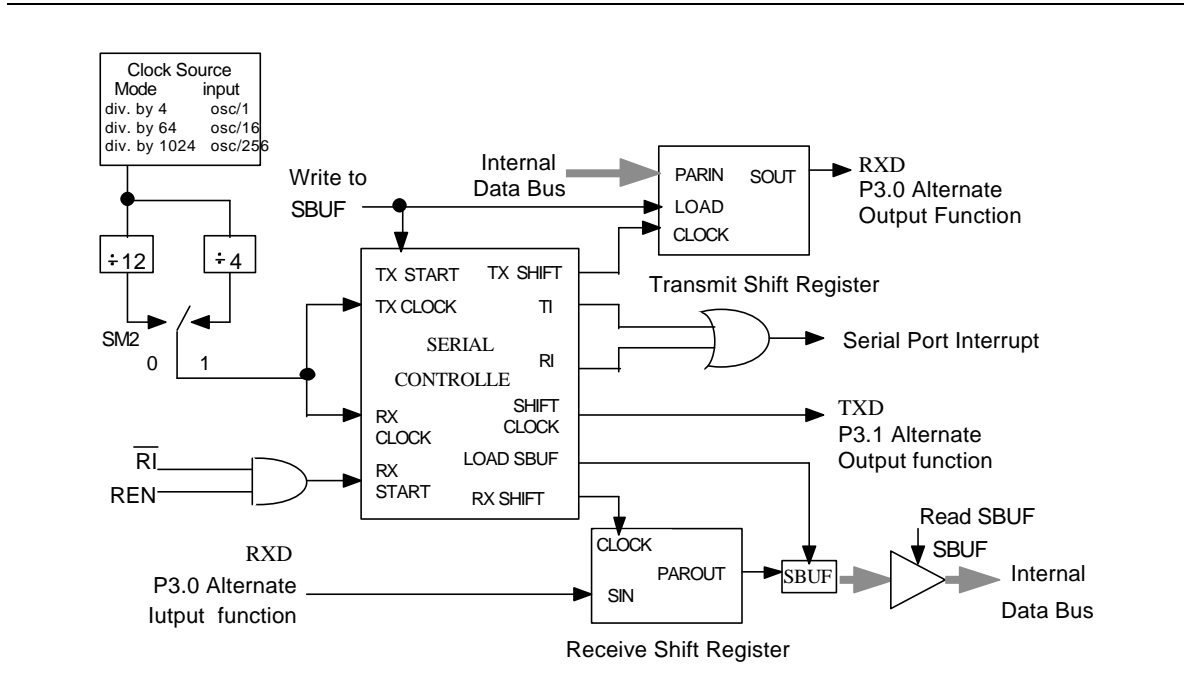 Clock Source
Mode input
div. by 4 osc/1
div. by 64 osc/16
div. by 1024 osc/256
÷12
÷4
SM2
0 1
Write to
SBUF
Internal
Data Bus
PARIN SOUT
LOAD
CLOCK
RXD
P3.0 Alternate
Output Function
Transmit Shift Register
TX START TX SHIFT
TX CLOCK TI
SERIAL
CONTROLLE
RI
RX
CLOCK
SHIFT
CLOCK
LOAD SBUF
RX
START
RX SHIFT
Serial Port Interrupt
TXD
P3.1 Alternate
Output function
R̅I̅
REN
RXD
P3.0 Alternate
Iutput function
CLOCK
PAROUT
SIN
Receive Shift Register
SBUF
Read SBUF
SBUF
Internal
Data Bus